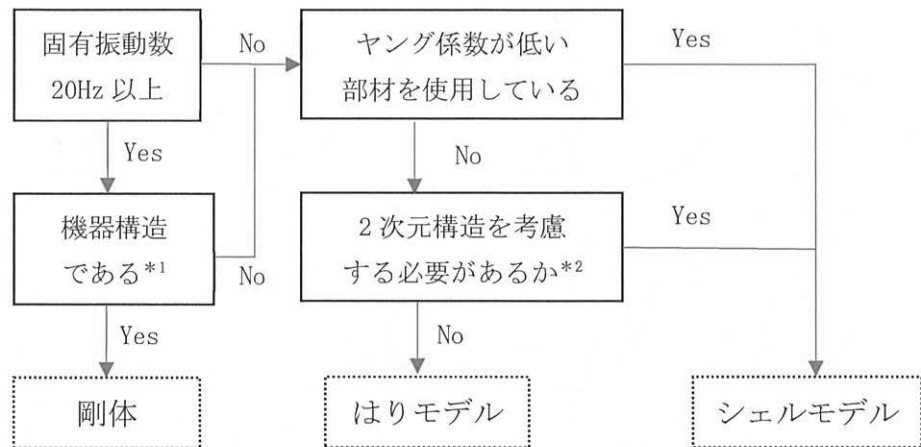 固有振動数
20Hz 以上
No
ヤング係数が低い
部材を使用している
Yes
Yes
No
機器構造
である*1
No
2次元構造を考慮
する必要があるか*2
Yes
Yes
No
剛体
はりモデル
シェルモデル